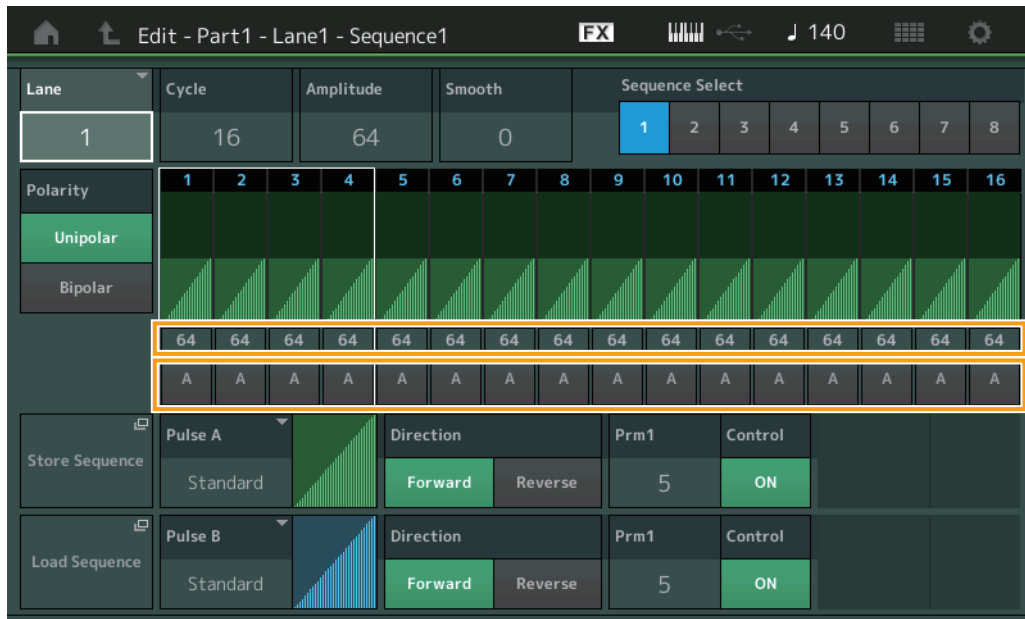 Edit - Part1 - Lane1 - Sequence1 FX ♩ 140
Lane Cycle Amplitude Smooth Sequence Select
1 16 64 0 1 2 3 4 5 6 7 8
Polarity 1 2 3 4 5 6 7 8 9 10 11 12 13 14 15 16
Unipolar
Bipolar
64 64 64 64 64 64 64 64 64 64 64 64 64 64 64 64
A A A A A A A A A A A A A A A A
Store Sequence Pulse A Direction Prm1 Control
Standard Forward Reverse 5 ON
Load Sequence Pulse B Direction Prm1 Control
Standard Forward Reverse 5 ON